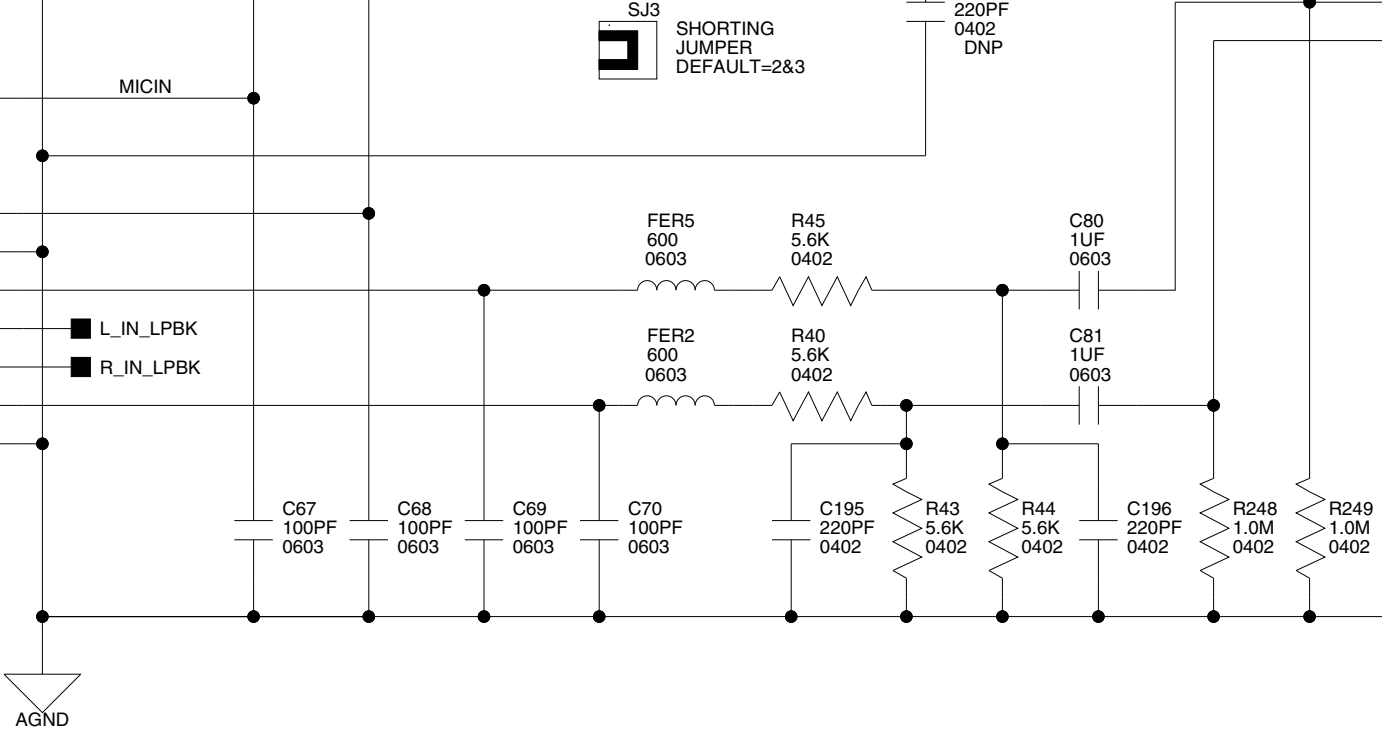 SJ3
SHORTING
JUMPER
DEFAULT=2&3
220PF
0402
DNP
MICIN
FER5
600
0603
R45
5.6K
0402
C80
1UF
0603
L_IN_LPBK
R_IN_LPBK
FER2
600
0603
R40
5.6K
0402
C81
1UF
0603
C67
100PF
0603
C68
100PF
0603
C69
100PF
0603
C70
100PF
0603
C195
220PF
0402
R43
5.6K
0402
R44
5.6K
0402
C196
220PF
0402
R248
1.0M
0402
R249
1.0M
0402
AGND